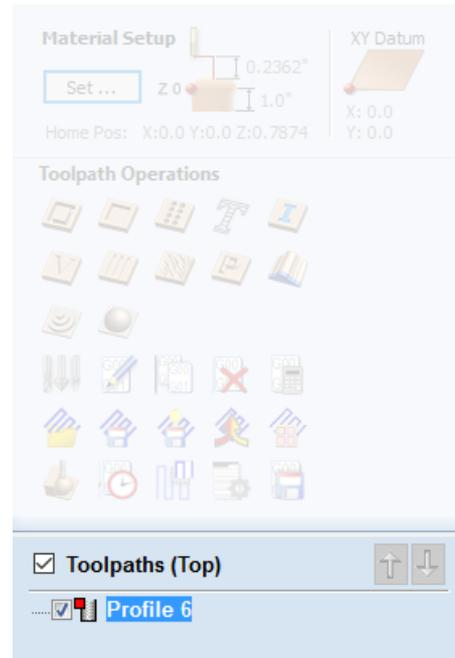 Material Setup
XY Datum
0.2362"
Set ...
Z 0
1.0"
X: 0.0
Y: 0.0
Home Pos: X:0.0 Y:0.0 Z:0.7874
Toolpath Operations
Toolpaths (Top)
Profile 6